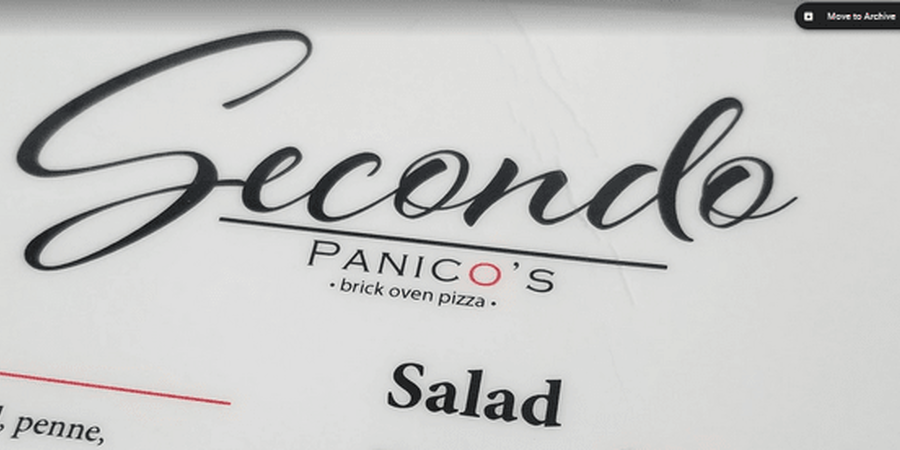 Move to Archive
Secondo
PANICO'S
• brick oven pizza •
Salad
, penne,